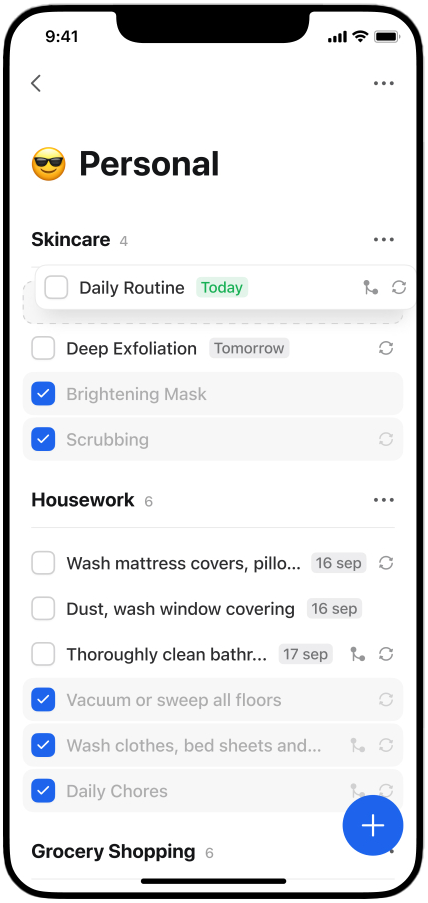 9:41
Personal
Skincare 4
Daily Routine Today
Deep Exfoliation Tomorrow
Brightening Mask
Scrubbing
Housework 6
Wash mattress covers, pillo... 16 sep
Dust, wash window covering 16 sep
Thoroughly clean bathr... 17 sep
Vacuum or sweep all floors
Wash clothes, bed sheets and...
Daily Chores
Grocery Shopping 6